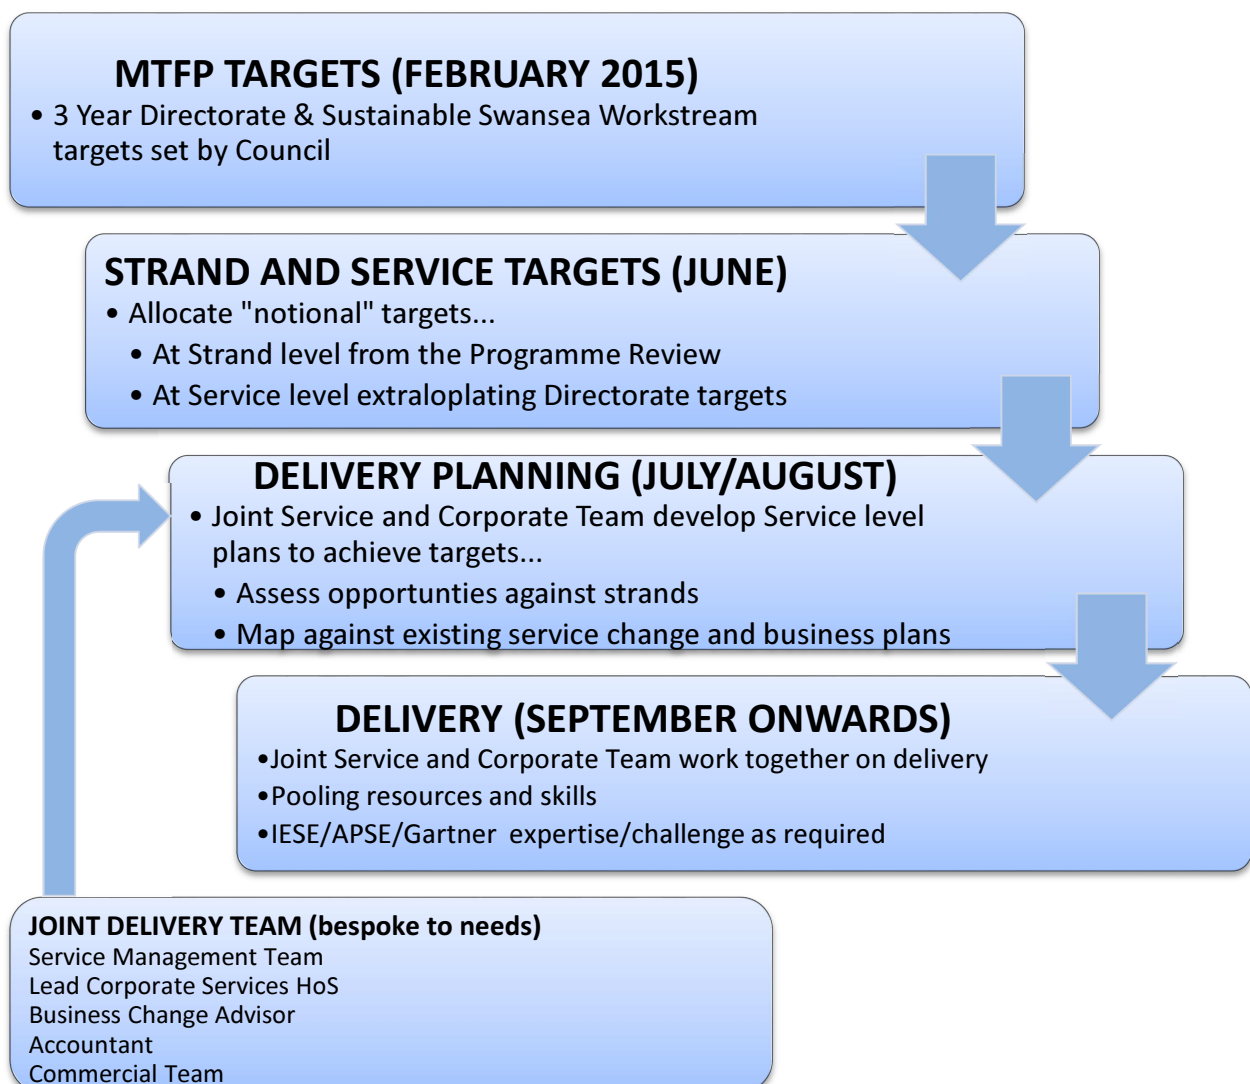 MTFP TARGETS (FEBRUARY 2015)
• 3 Year Directorate & Sustainable Swansea Workstream
targets set by Council
STRAND AND SERVICE TARGETS (JUNE)
• Allocate "notional" targets...
• At Strand level from the Programme Review
• At Service level extraloplating Directorate targets
DELIVERY PLANNING (JULY/AUGUST)
• Joint Service and Corporate Team develop Service level
plans to achieve targets...
• Assess opportunties against strands
• Map against existing service change and business plans
DELIVERY (SEPTEMBER ONWARDS)
•Joint Service and Corporate Team work together on delivery
•Pooling resources and skills
•IESE/APSE/Gartner expertise/challenge as required
JOINT DELIVERY TEAM (bespoke to needs)
Service Management Team
Lead Corporate Services HoS
Business Change Advisor
Accountant
Commercial Team